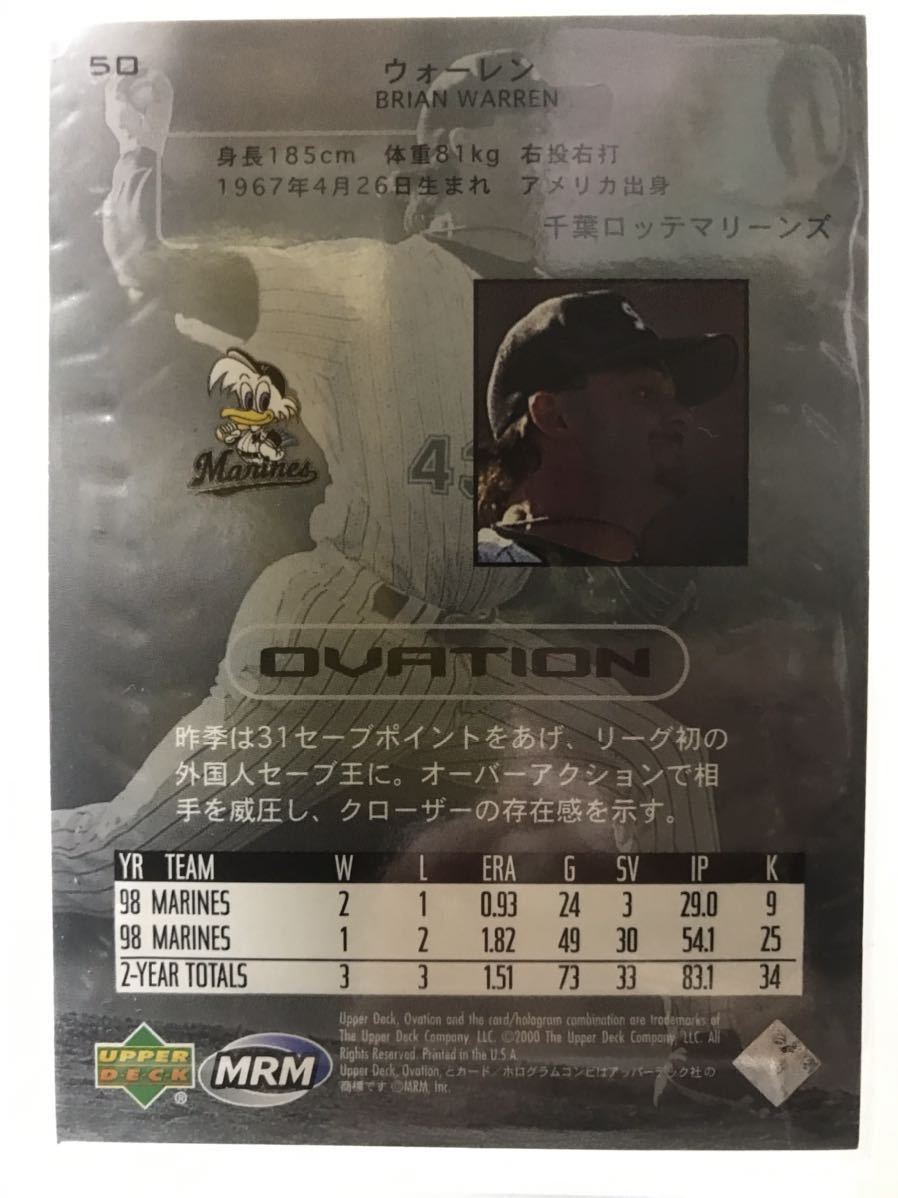 50
ウォーレン
BRIAN WARREN
身長185cm 体重81kg 右投右打
1967年4月26日生まれ アメリカ出身
千葉ロッテマリーンズ
Marines
43
OVATION
昨季は31セーブポイントをあげ、リーグ初の
外国人セーブ王に。オーバーアクションで相
手を威圧し、クローザーの存在感を示す。
YR TEAM W L ERA G SV IP K
98 MARINES 2 1 0.93 24 3 29.0 9
98 MARINES 1 2 1.82 49 30 54.1 25
2-YEAR TOTALS 3 3 1.51 73 33 83.1 34
Upper Deck, Ovation and the card/hologram combination are trademarks of
The Upper Deck Company, LLC. ©2000 The Upper Deck Company, LLC. All
Rights Reserved. Printed in the U.S.A.
Upper Deck, Ovation, とカード/ホログラムコンビはアッパーデック社の
商標です ©MRM, Inc.
UPPER
D·E·C·K
®
MRM